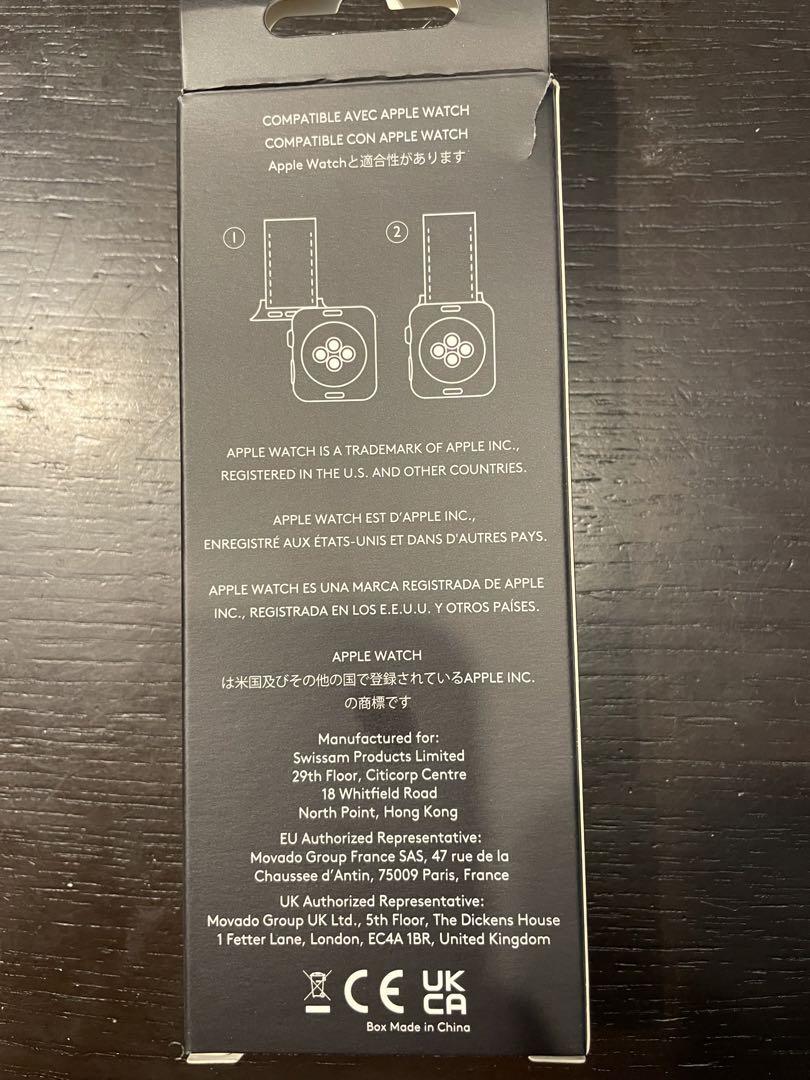 COMPATIBLE AVEC APPLE WATCH
COMPATIBLE CON APPLE WATCH
Apple Watchと適合性があります
1
2
APPLE WATCH IS A TRADEMARK OF APPLE INC.,
REGISTERED IN THE U.S. AND OTHER COUNTRIES.
APPLE WATCH EST D'APPLE INC.,
ENREGISTRÉ AUX ÉTATS-UNIS ET DANS D'AUTRES PAYS.
APPLE WATCH ES UNA MARCA REGISTRADA DE APPLE
INC., REGISTRADA EN LOS E.E.U.U. Y OTROS PAÍSES.
APPLE WATCH
は米国及びその他の国で登録されているAPPLE INC.
の商標です
Manufactured for:
Swissam Products Limited
29th Floor, Citicorp Centre
18 Whitfield Road
North Point, Hong Kong
EU Authorized Representative:
Movado Group France SAS, 47 rue de la
Chaussee d'Antin, 75009 Paris, France
UK Authorized Representative:
Movado Group UK Ltd., 5th Floor, The Dickens House
1 Fetter Lane, London, EC4A 1BR, United Kingdom
CE UK
CA
Box Made in China